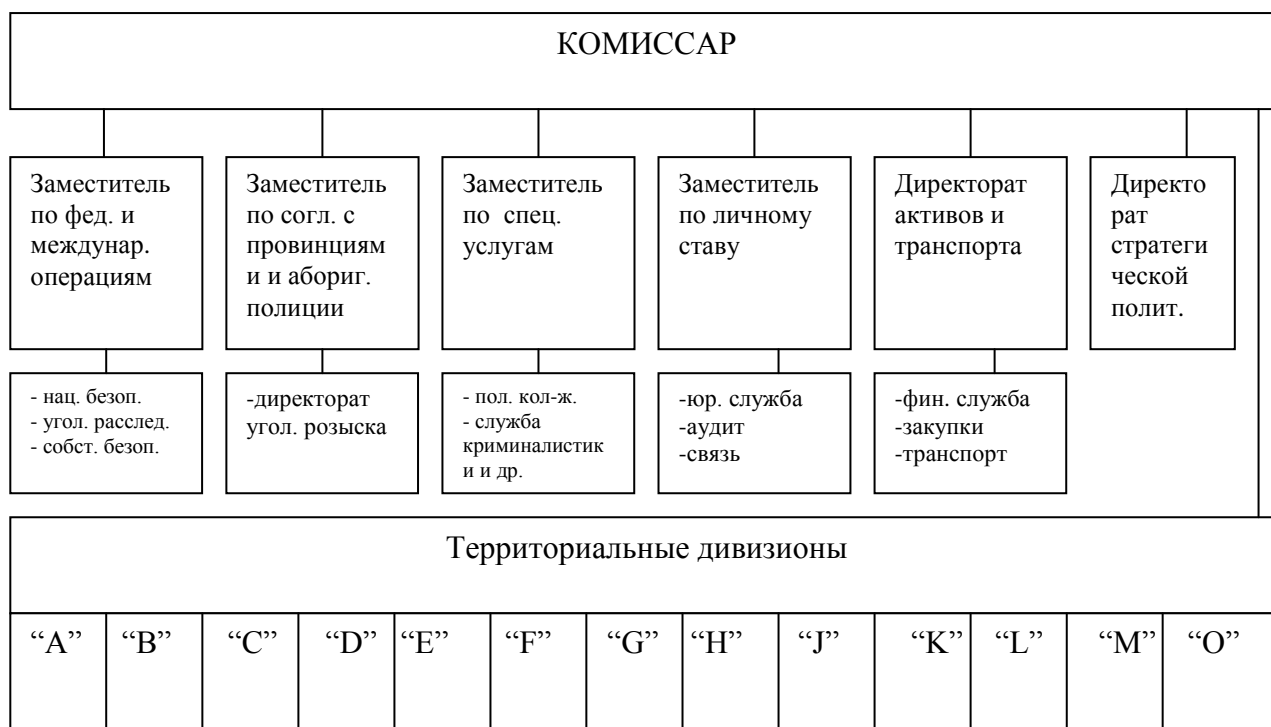 КОМИССАР
Заместитель
по фед. и
междунар.
операциям
Заместитель
по согл. с
провинциям
и и абориг.
полиции
Заместитель
по спец.
услугам
Заместитель
по личному
ставу
Директорат
активов и
транспорта
Директо
рат
стратеги
ческой
полит.
- нац. безоп.
- угол. расслед.
- собст. безоп.
-директорат
угол. розыска
- пол. кол-ж.
- служба
криминалистик
и и др.
-юр. служба
-аудит
-связь
-фин. служба
-закупки
-транспорт
Территориальные дивизионы
“A” “B” “C” “D” “E” “F” “G” “H” “J” “K” “L” “M” “O”